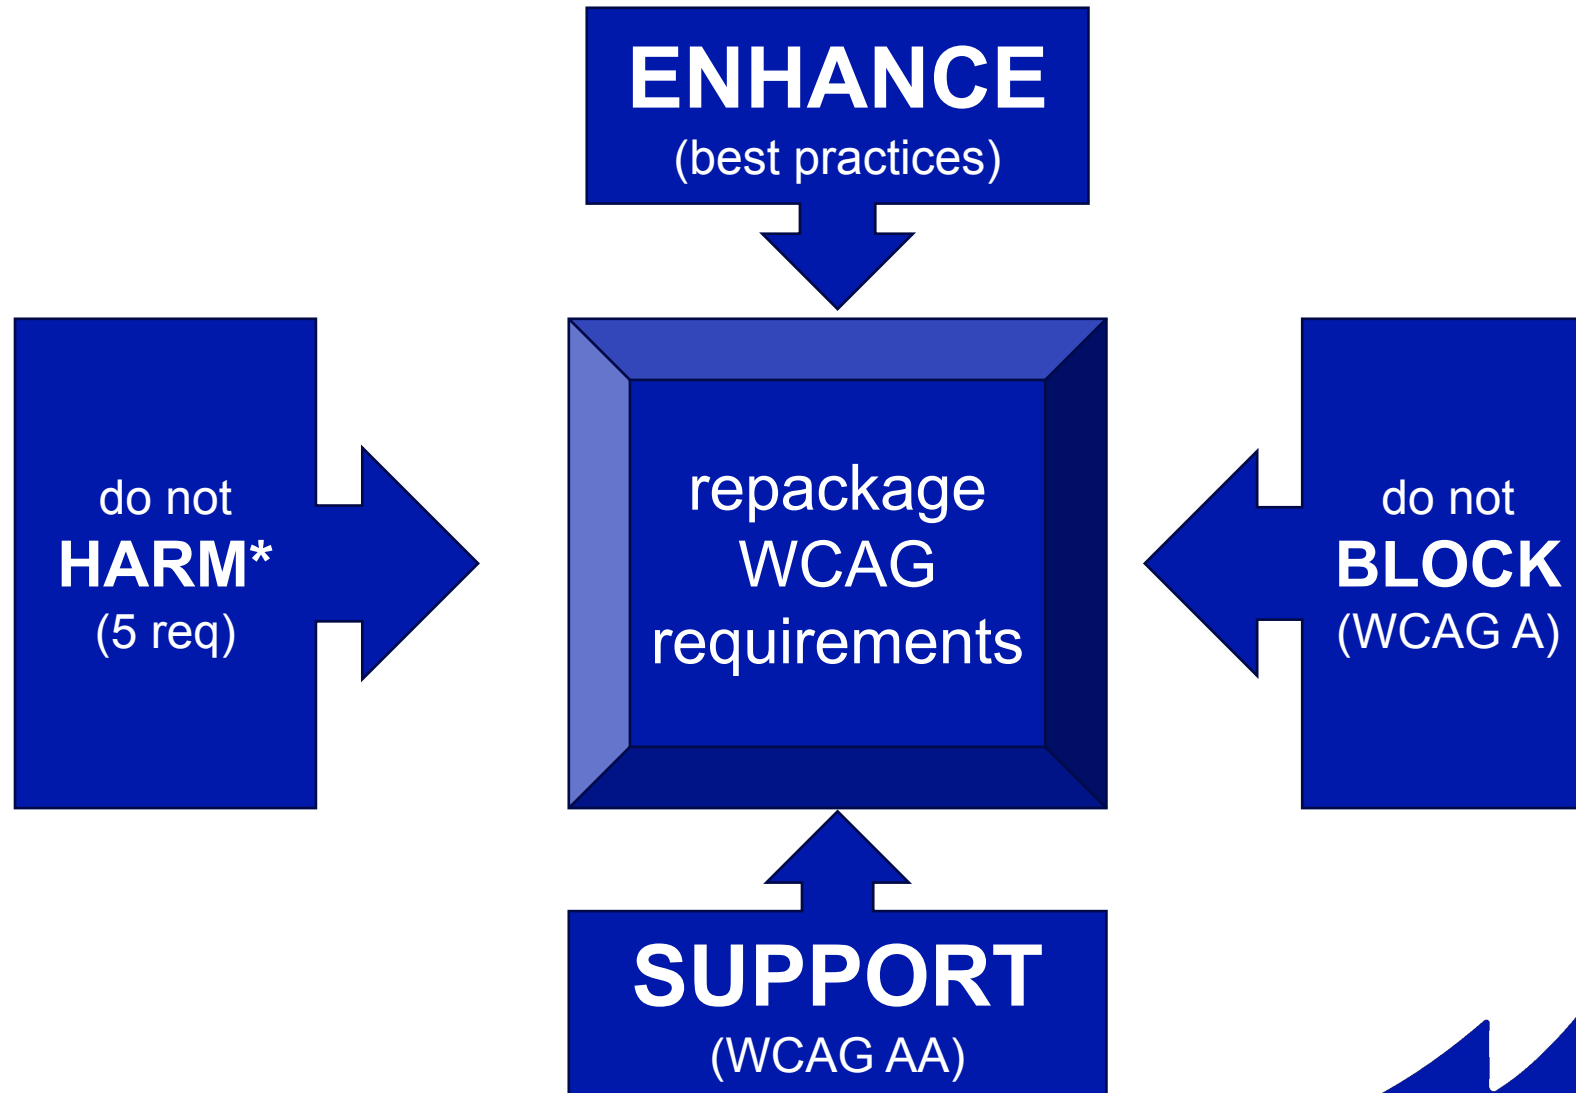 ENHANCE
(best practices)
do not
HARM*
(5 req)
repackage
WCAG
requirements
do not
BLOCK
(WCAG A)
SUPPORT
(WCAG AA)